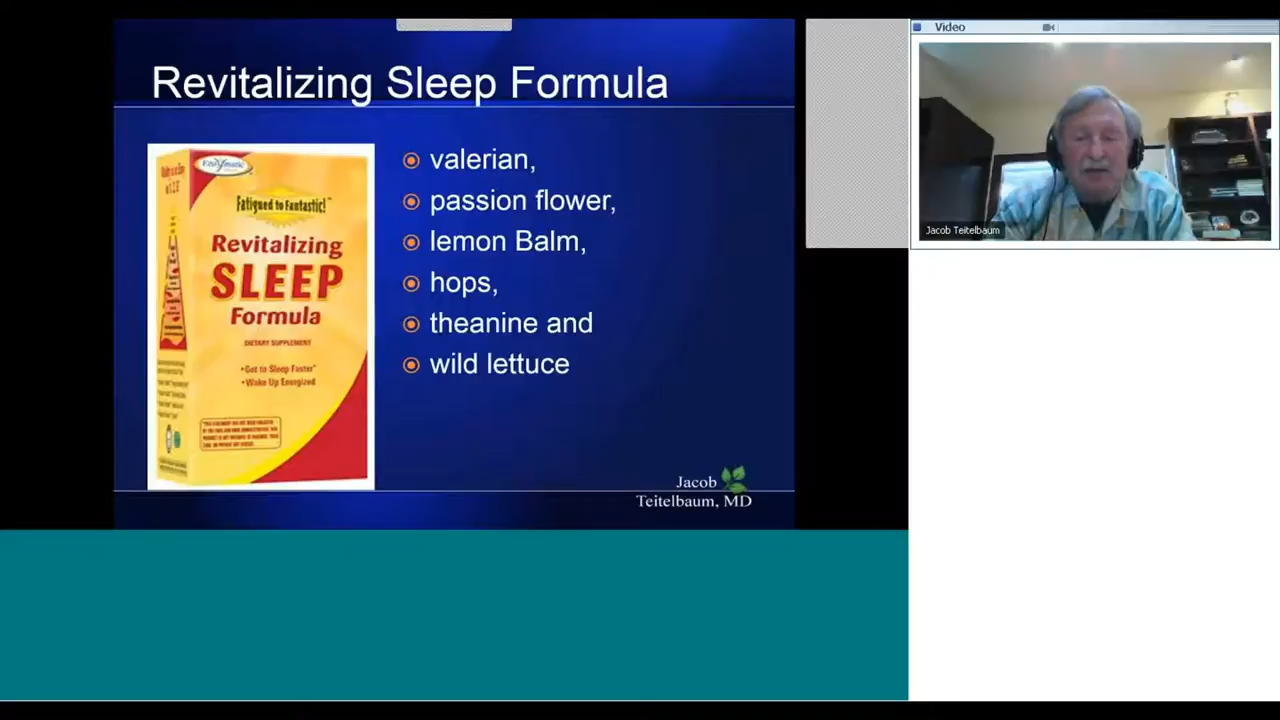 Revitalizing Sleep Formula
Fatigued to Fantastic!™
Revitalizing
SLEEP
Formula
DIETARY SUPPLEMENT
•Get to Sleep Faster*
•Wake Up Energized
valerian,
passion flower,
lemon Balm,
hops,
theanine and
wild lettuce
Jacob
Teitelbaum, MD
Video
Jacob Teitelbaum